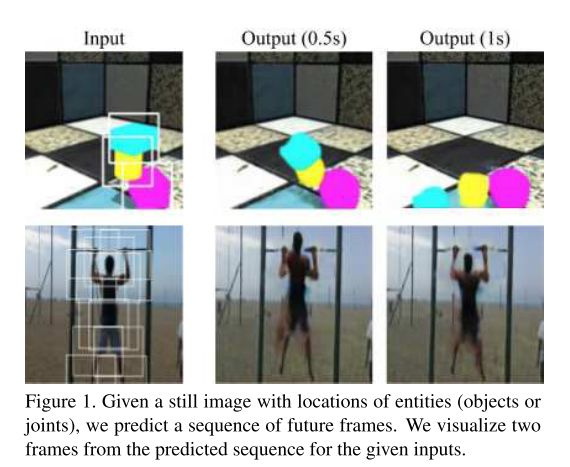 Input Output (0.5s) Output (1s)
Figure 1. Given a still image with locations of entities (objects or
joints), we predict a sequence of future frames. We visualize two
frames from the predicted sequence for the given inputs.